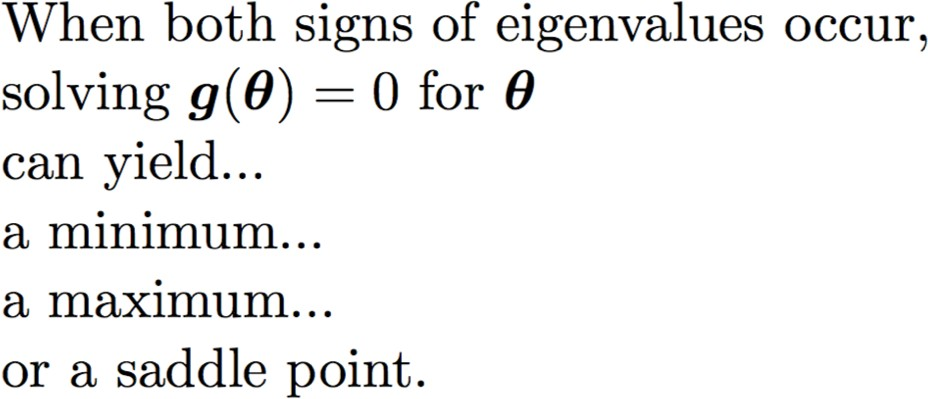 When both signs of eigenvalues occur,
solving g(θ) = 0 for θ
can yield...
a minimum...
a maximum...
or a saddle point.